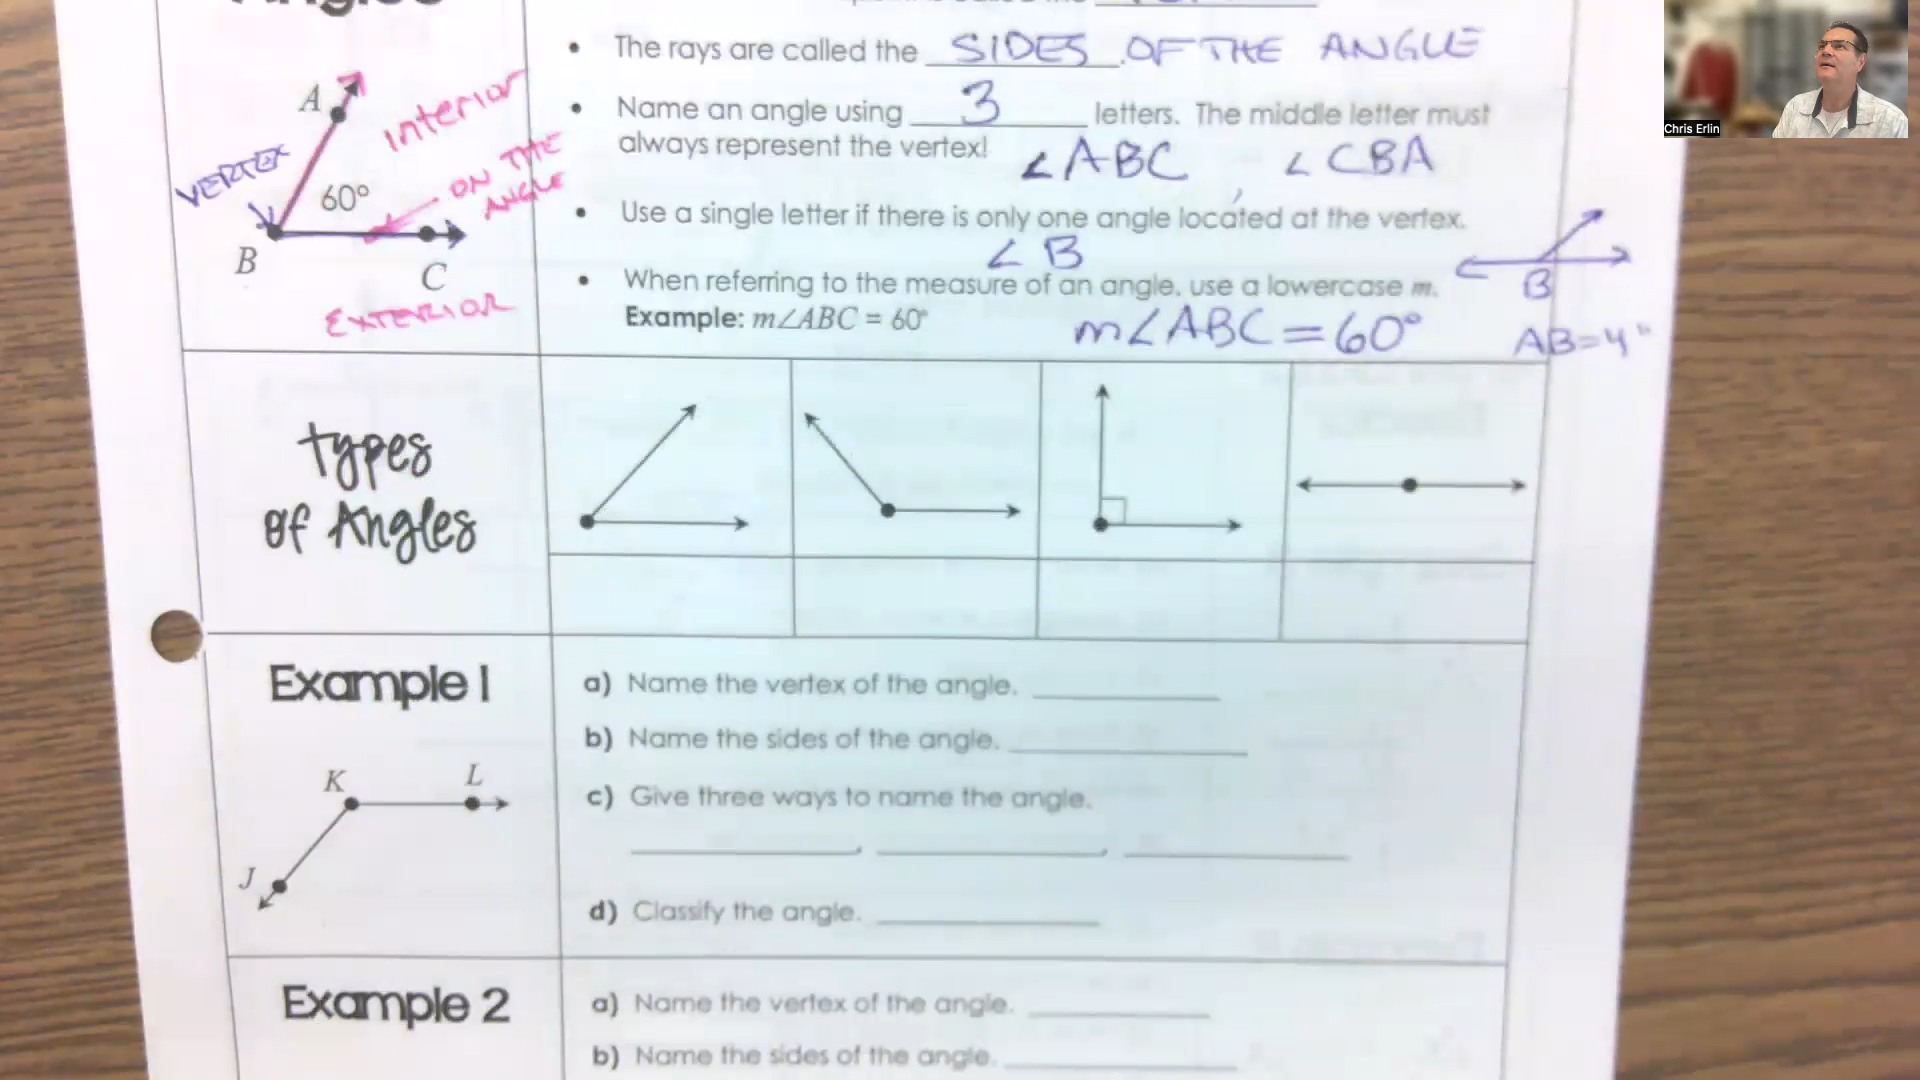 Angles
The rays are called the SIDES OF THE ANGLE
Name an angle using 3 letters. The middle letter must
always represent the vertex!
∠ABC, ∠CBA
Use a single letter if there is only one angle located at the vertex.
∠B
When referring to the measure of an angle, use a lowercase m.
Example: m∠ABC = 60°
m∠ABC = 60°
B
AB=4"
A
Interior
VERTEX
60°
ON THE
ANGLE
B
C
EXTERIOR
Types
of Angles
Example 1
K
L
J
a) Name the vertex of the angle.
b) Name the sides of the angle.
c) Give three ways to name the angle.
d) Classify the angle.
Example 2
a) Name the vertex of the angle.
b) Name the sides of the angle.
Chris Erlin